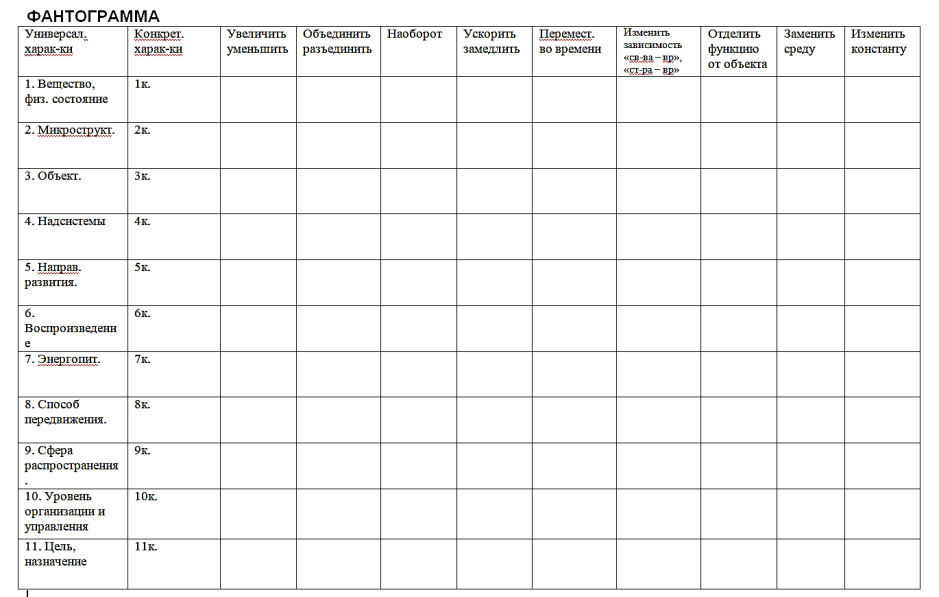 ФАНТОГРАММА
Универсал. Конкрет. Увеличить Объединить Наоборот Ускорить Перемест. Изменить Отделить Заменить Изменить
харак-ки харак-ки уменьшить разъединить замедлить во времени зависимость функцию среду константу
«св-ва – вр», от объекта
«ст-ра – вр»
1. Вещество, 1к.
физ. состояние
2. Микрострукт. 2к.
3. Объект. 3к.
4. Надсистемы 4к.
5. Направ. 5к.
развития.
6. 6к.
Воспроизведени
е
7. Энергопит. 7к.
8. Способ 8к.
передвижения.
9. Сфера 9к.
распространения
.
10. Уровень 10к.
организации и
управления
11. Цель, 11к.
назначение